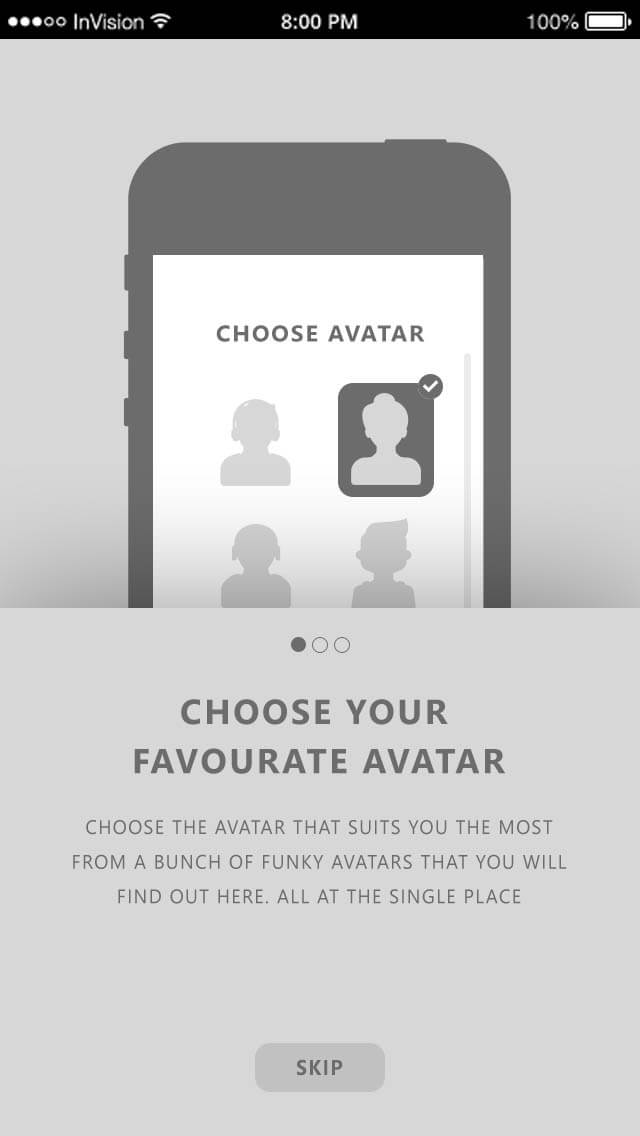 InVision 8:00 PM 100%
CHOOSE AVATAR
CHOOSE YOUR
FAVOURATE AVATAR
CHOOSE THE AVATAR THAT SUITS YOU THE MOST
FROM A BUNCH OF FUNKY AVATARS THAT YOU WILL
FIND OUT HERE. ALL AT THE SINGLE PLACE
SKIP